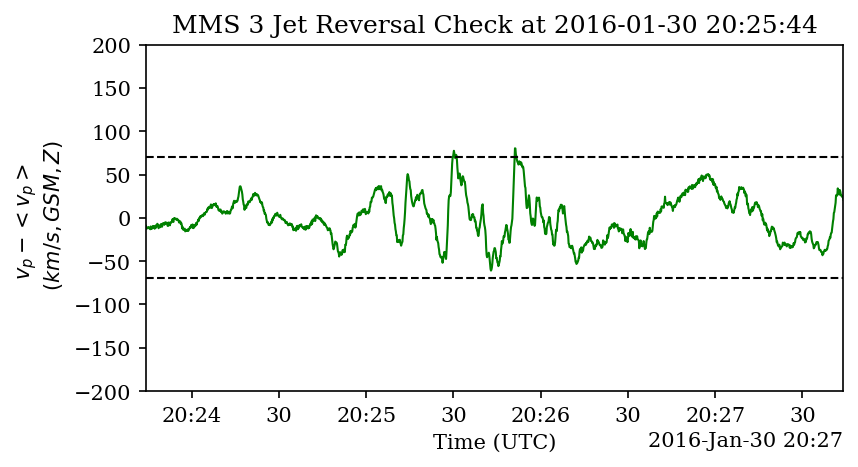 MMS 3 Jet Reversal Check at 2016-01-30 20:25:44
200
150
100
50
0
−50
−100
−150
−200
v_p − < v_p >
(km/s, GSM, Z)
20:24 30 20:25 30 20:26 30 20:27 30
Time (UTC)
2016-Jan-30 20:27